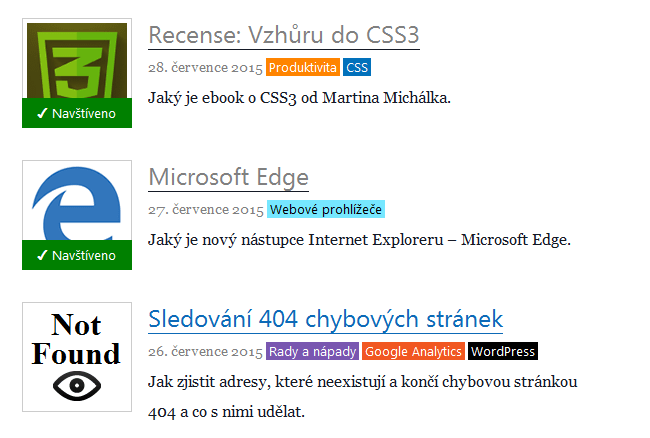 Recense: Vzhůru do CSS3
28. července 2015 Produktivita CSS
Jaký je ebook o CSS3 od Martina Michálka.
3
✓ Navštíveno
Microsoft Edge
27. července 2015 Webové prohlížeče
Jaký je nový nástupce Internet Exploreru – Microsoft Edge.
✓ Navštíveno
Sledování 404 chybových stránek
26. července 2015 Rady a nápady Google Analytics WordPress
Jak zjistit adresy, které neexistují a končí chybovou stránkou
404 a co s nimi udělat.
Not
Found